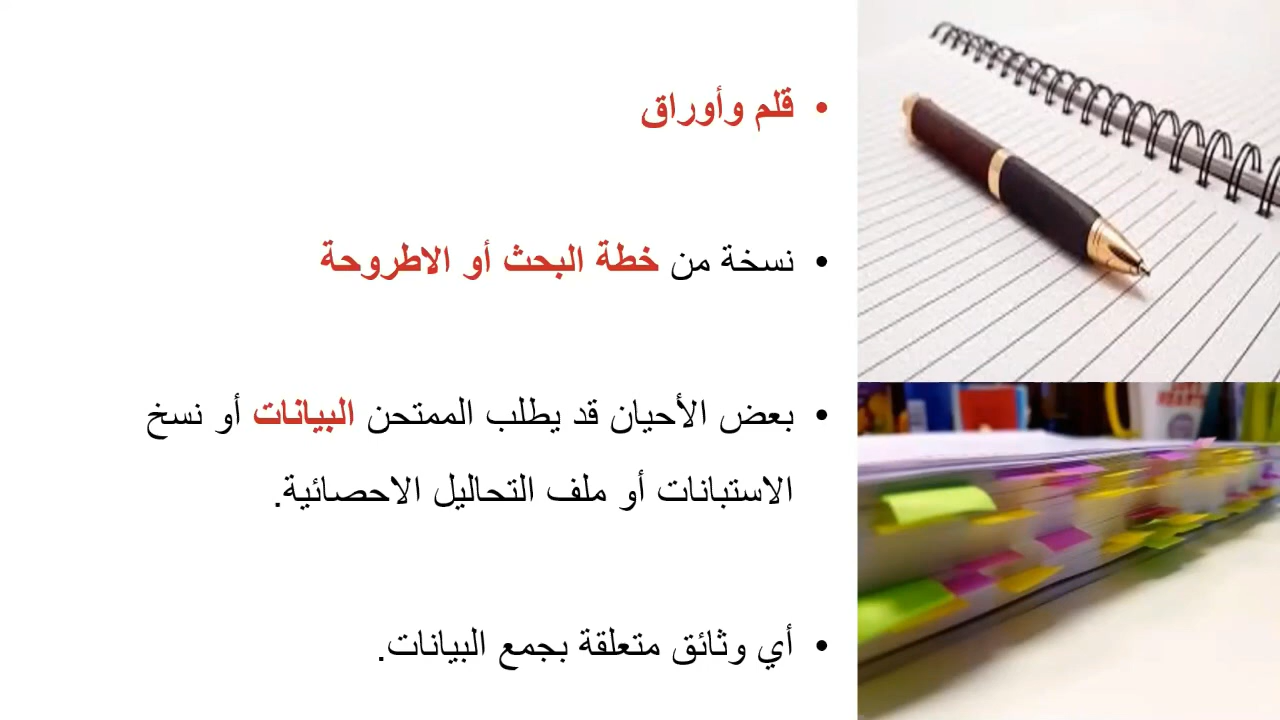 • قلم وأوراق
• نسخة من خطة البحث أو الاطروحة
• بعض الأحيان قد يطلب الممتحن البيانات أو نسخ
الاستبانات أو ملف التحاليل الاحصائية.
• أي وثائق متعلقة بجمع البيانات.